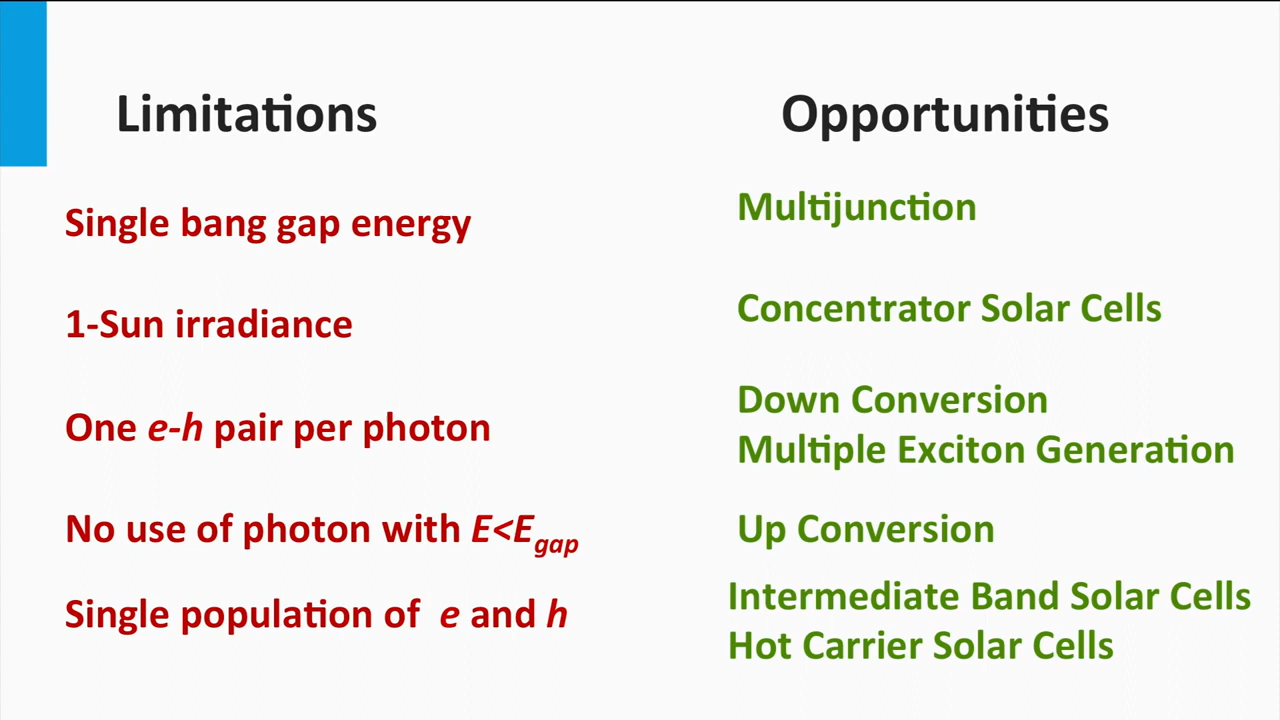 Limitations
Opportunities
Single bang gap energy
Multijunction
1-Sun irradiance
Concentrator Solar Cells
One e-h pair per photon
Down Conversion
Multiple Exciton Generation
No use of photon with E<Egap
Up Conversion
Single population of e and h
Intermediate Band Solar Cells
Hot Carrier Solar Cells